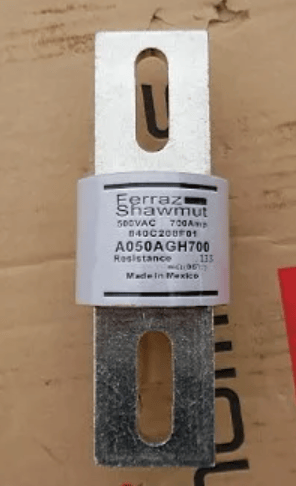 Ferraz
Shawmut
500VAC 700Amp
840C200F01
A050AGH700
Resistance
Made in Mexico